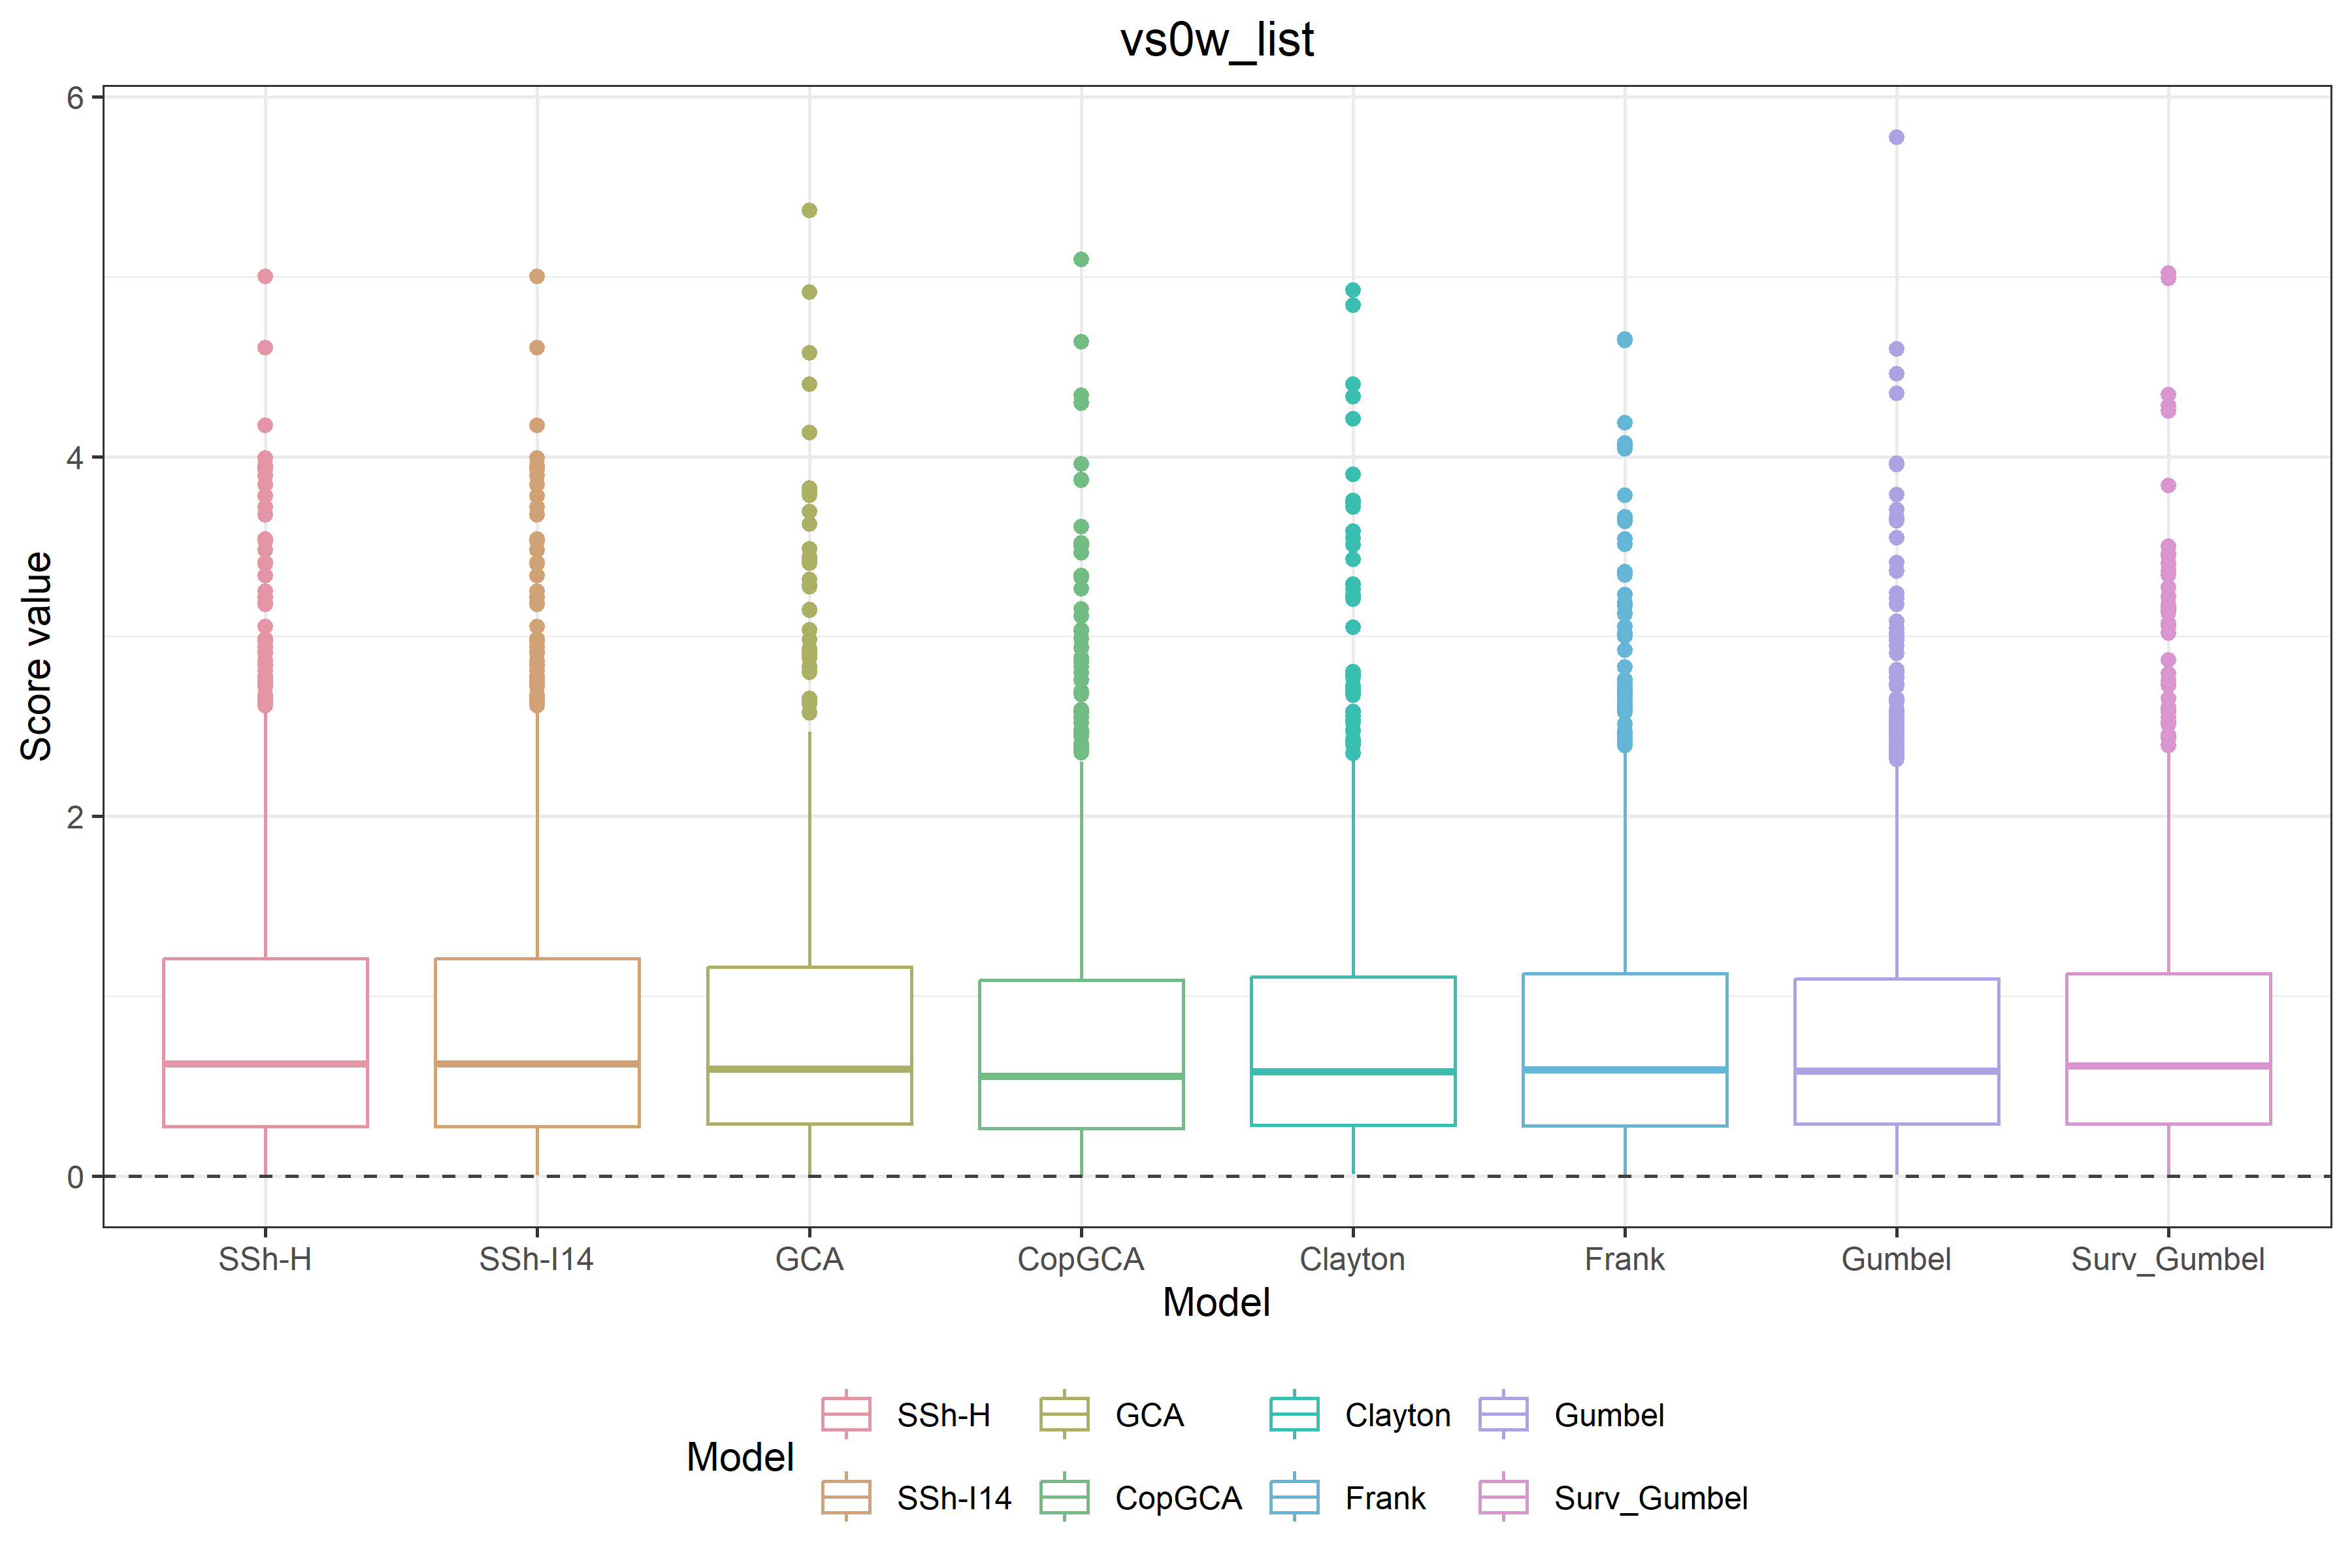 vs0w_list
6
4
2
0
Score value
SSh-H SSh-I14 GCA CopGCA Clayton Frank Gumbel Surv_Gumbel
Model
Model
SSh-H GCA Clayton Gumbel
SSh-I14 CopGCA Frank Surv_Gumbel